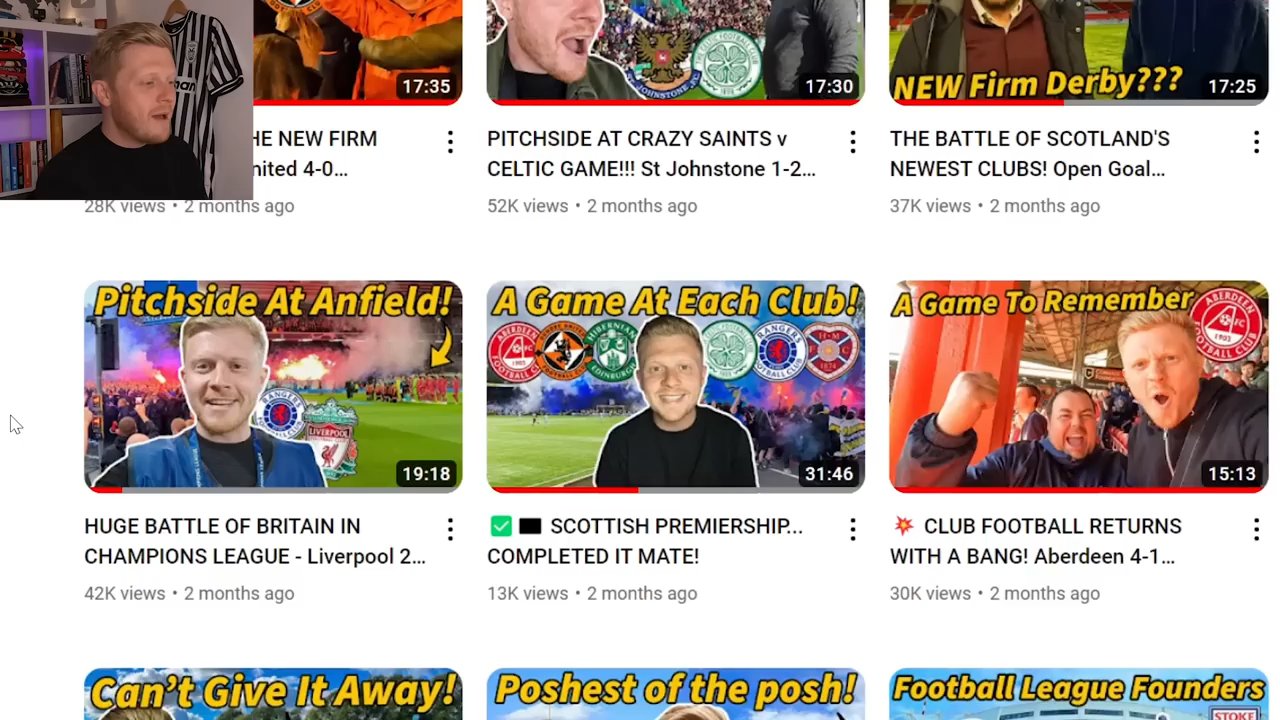 17:35
17:30
NEW Firm Derby???
17:25
HE NEW FIRM
nited 4-0...
28K views • 2 months ago
PITCHSIDE AT CRAZY SAINTS v
CELTIC GAME!!! St Johnstone 1-2...
52K views • 2 months ago
THE BATTLE OF SCOTLAND'S
NEWEST CLUBS! Open Goal...
37K views • 2 months ago
Pitchside At Anfield!
LIVERPOOL
19:18
A Game At Each Club!
31:46
A Game To Remember
ABERDEEN
15:13
HUGE BATTLE OF BRITAIN IN
CHAMPIONS LEAGUE - Liverpool 2...
42K views • 2 months ago
SCOTTISH PREMIERSHIP...
COMPLETED IT MATE!
13K views • 2 months ago
CLUB FOOTBALL RETURNS
WITH A BANG! Aberdeen 4-1...
30K views • 2 months ago
Can't Give It Away!
Poshest of the posh!
Football League Founders
STOKE